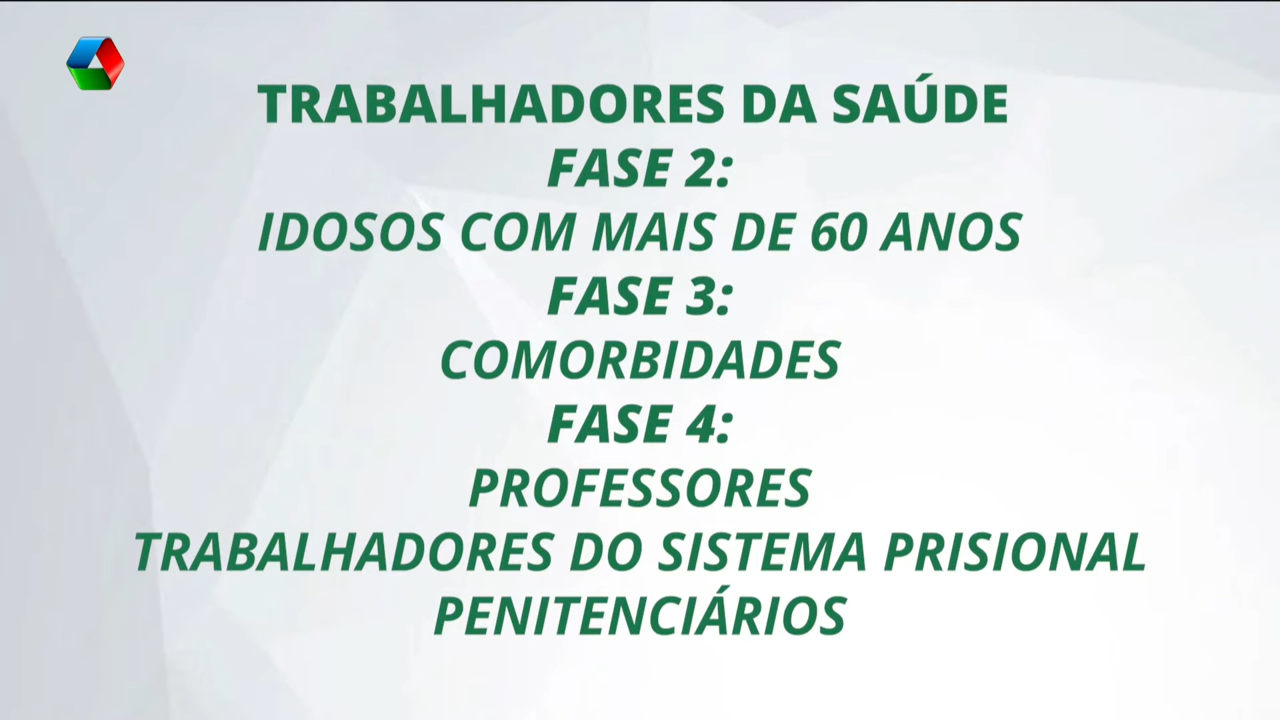 TRABALHADORES DA SAÚDE
FASE 2:
IDOSOS COM MAIS DE 60 ANOS
FASE 3:
COMORBIDADES
FASE 4:
PROFESSORES
TRABALHADORES DO SISTEMA PRISIONAL
PENITENCIÁRIOS